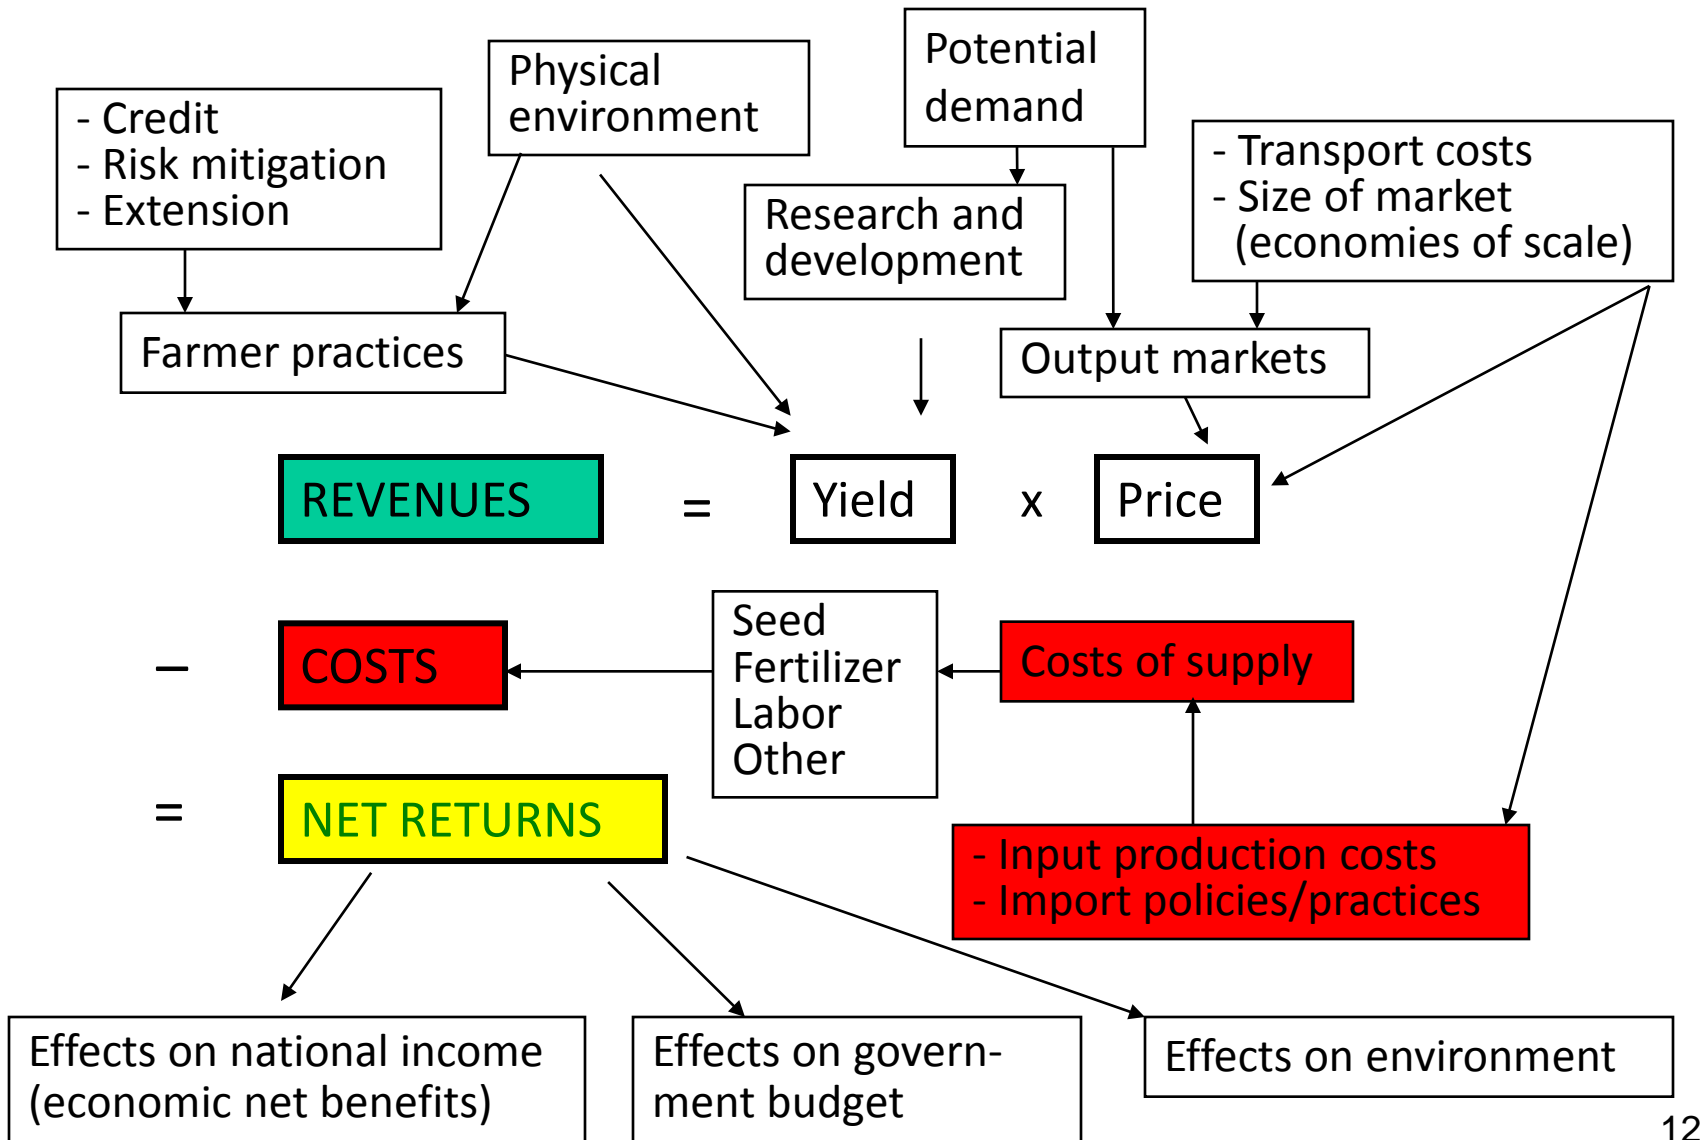 Potential
demand
Physical
environment
- Credit
- Risk mitigation
- Extension
- Transport costs
- Size of market
(economies of scale)
Research and
development
Farmer practices
Output markets
REVENUES = Yield x Price
Seed
Fertilizer
Labor
Other
– COSTS
Costs of supply
= NET RETURNS
- Input production costs
- Import policies/practices
Effects on national income
(economic net benefits)
Effects on govern-
ment budget
Effects on environment
12